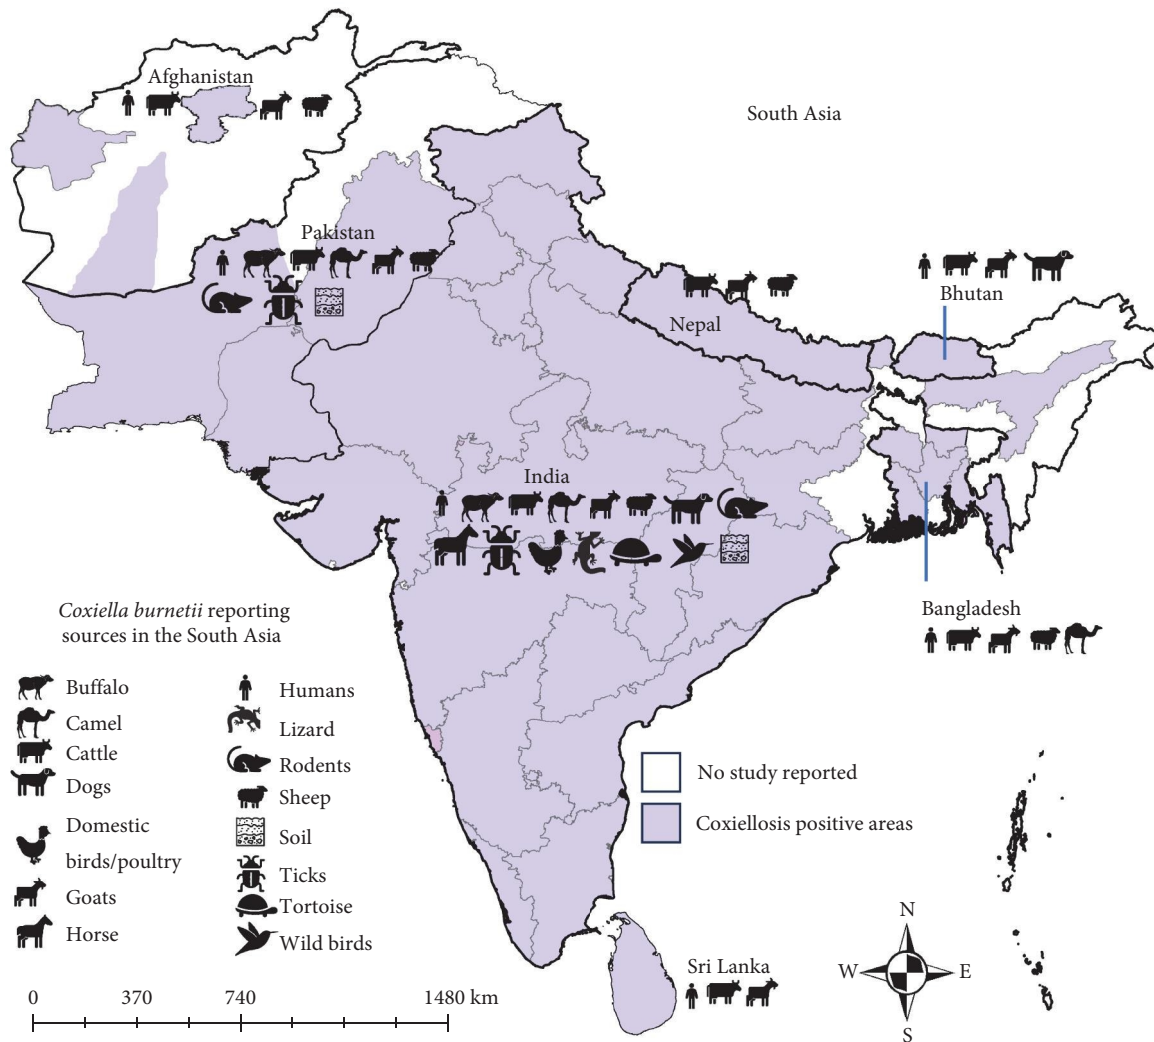 Afghanistan
South Asia
Pakistan
Bhutan
Nepal
India
Bangladesh
Coxiella burnetii reporting
sources in the South Asia
Buffalo
Camel
Cattle
Dogs
Domestic
birds/poultry
Goats
Horse
Humans
Lizard
Rodents
Sheep
Soil
Ticks
Tortoise
Wild birds
No study reported
Coxiellosis positive areas
Sri Lanka
N
W
E
S
0 370 740 1480 km